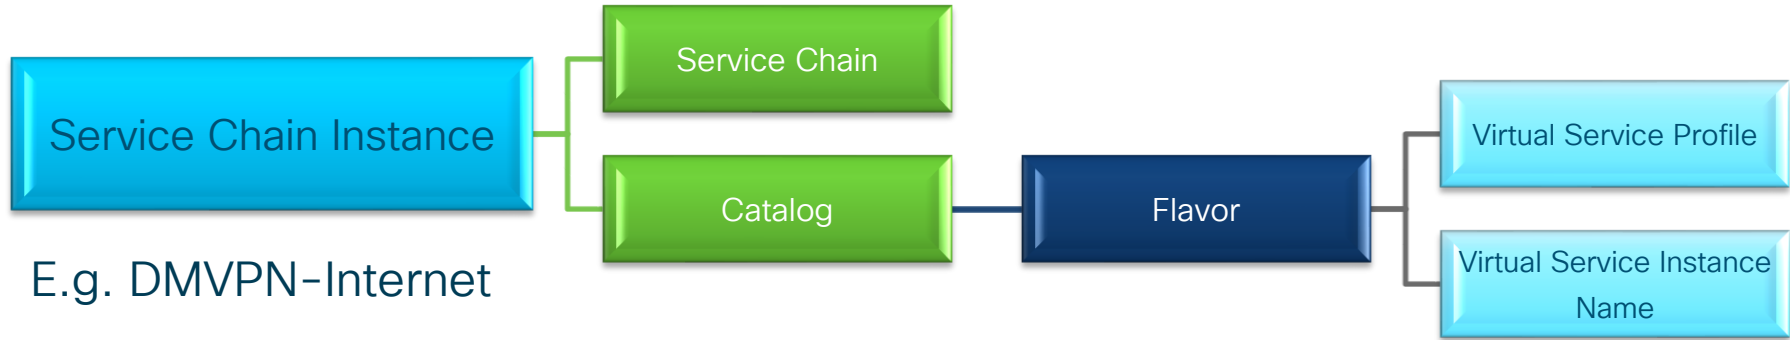 Service Chain Instance
E.g. DMVPN-Internet
Service Chain
Catalog
Flavor
Virtual Service Profile
Virtual Service Instance
Name